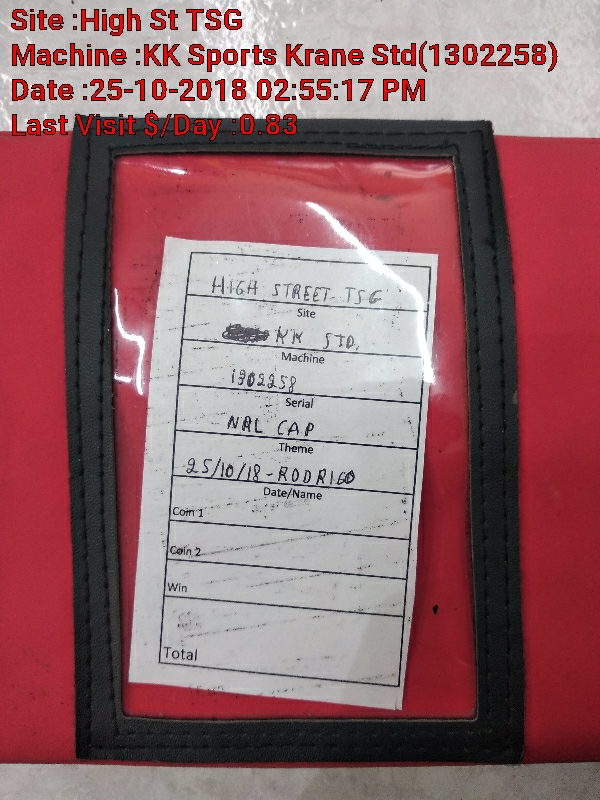 Site :High St TSG
Machine :KK Sports Krane Std(1302258)
Date :25-10-2018 02:55:17 PM
Last Visit $/Day :0.83
HIGH STREET TSG
Site
KK STD.
Machine
1302258
Serial
NRL CAP
Theme
25/10/18-RODRIGO
Date/Name
Coin 1
Coin 2
Win
Total